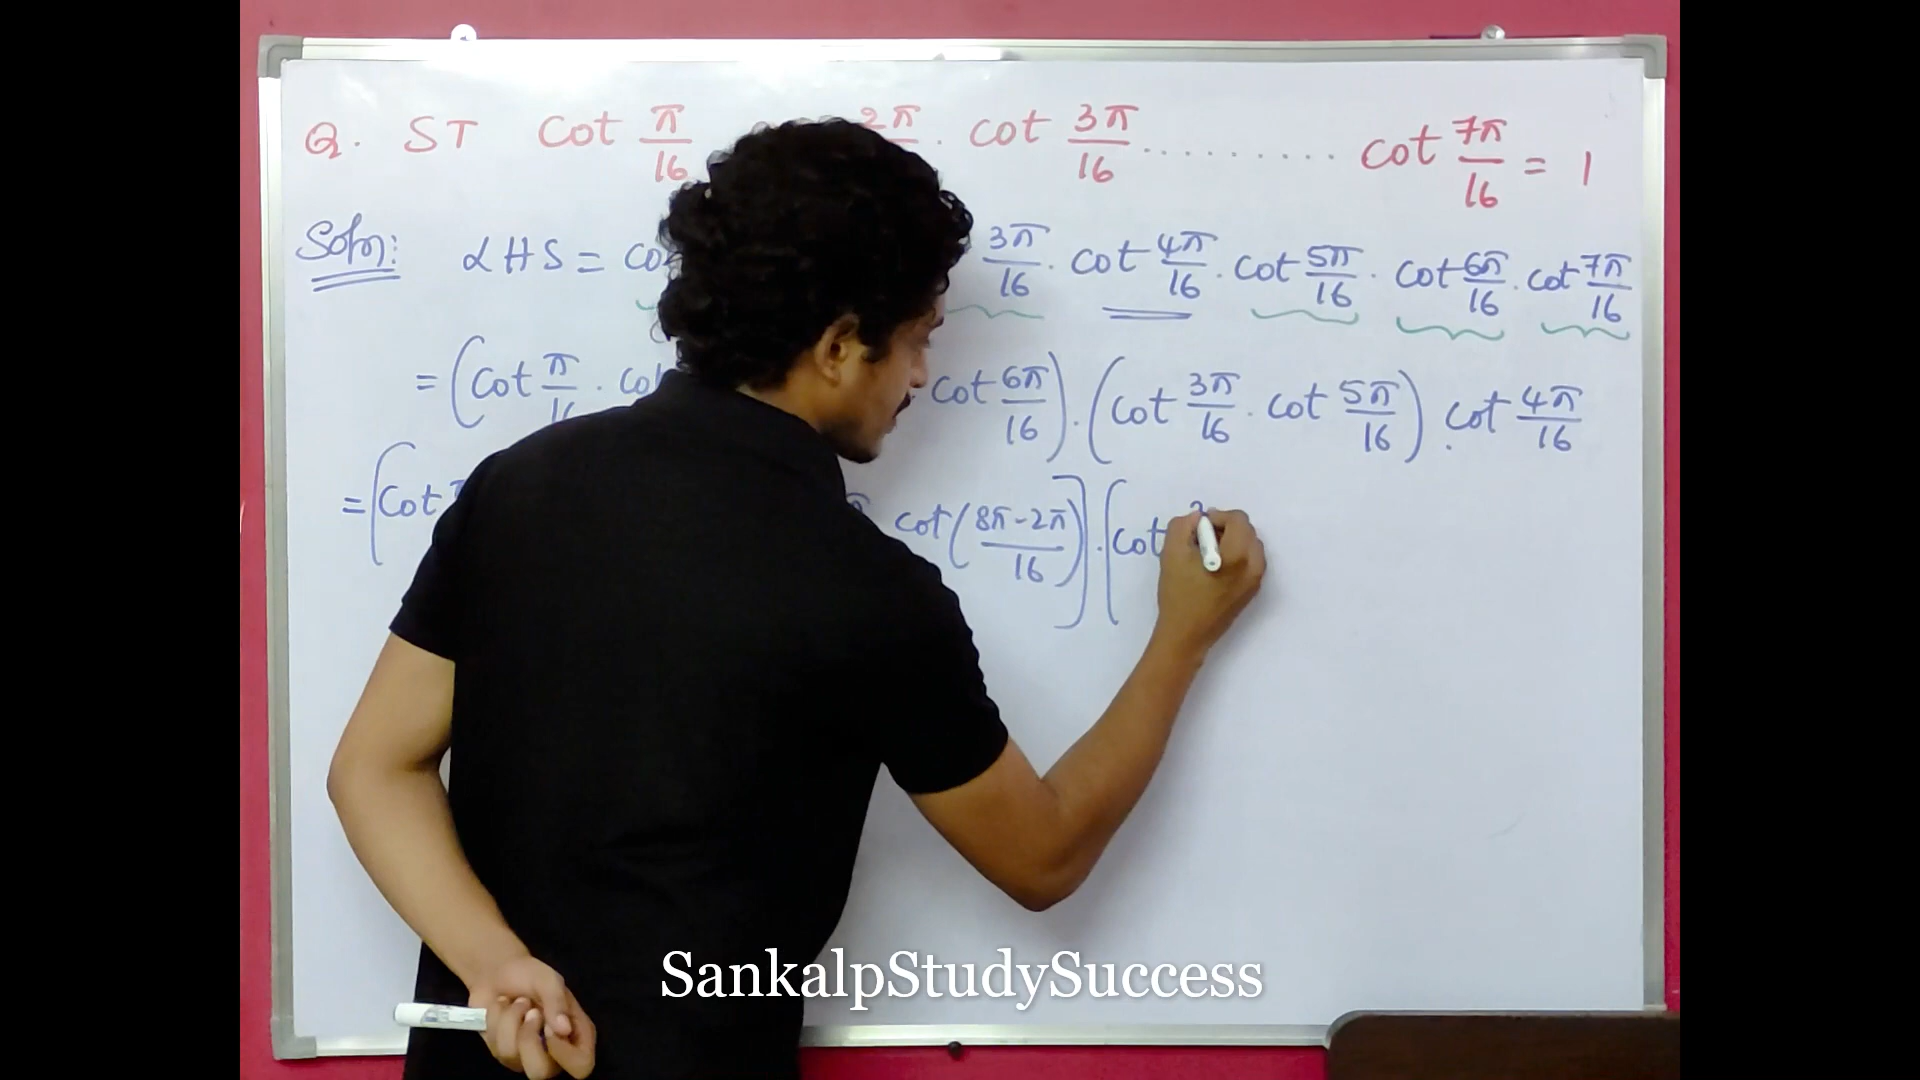 Q. ST cot π/16 2π . cot 3π/16 ......... cot 7π/16 = 1
Soln: LHS = co 3π/16 . cot 4π/16 . cot 5π/16 . cot 6π/16 . cot 7π/16
= (cot π/16 . cot . cot 6π/16) . (cot 3π/16 . cot 5π/16) . cot 4π/16
= [cot cot (8π-2π/16)] . [cot
SankalpStudySuccess